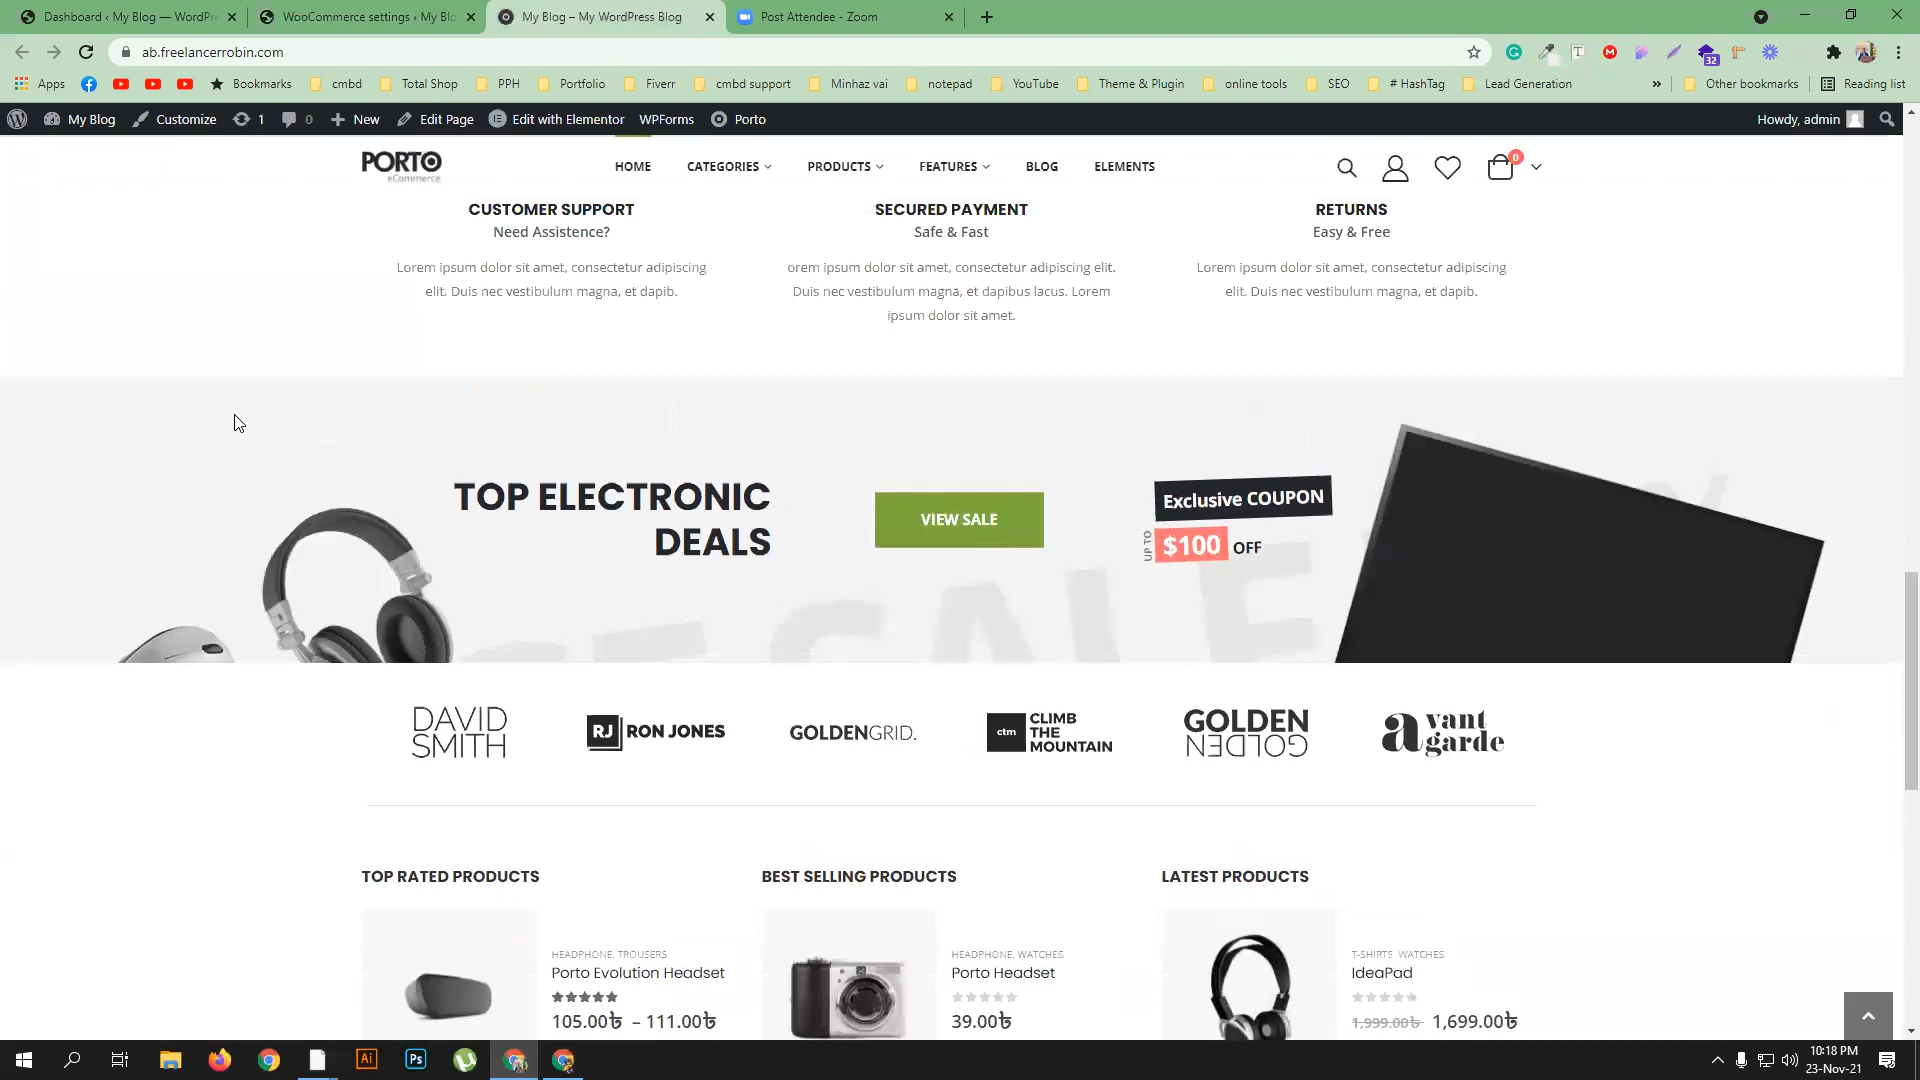 Dashboard ‹ My Blog — WordPr
WooCommerce settings ‹ My Blo
My Blog – My WordPress Blog
Post Attendee - Zoom
ab.freelancerrobin.com
32
Apps
Bookmarks
cmbd
Total Shop
PPH
Portfolio
Fiverr
cmbd support
Minhaz vai
notepad
YouTube
Theme & Plugin
online tools
SEO
# HashTag
Lead Generation
»
Other bookmarks
Reading list
My Blog
Customize
1
0
New
Edit Page
Edit with Elementor
WPForms
Porto
Howdy, admin
PORTO
eCommerce
HOME
CATEGORIES
PRODUCTS
FEATURES
BLOG
ELEMENTS
0
CUSTOMER SUPPORT
Need Assistence?
Lorem ipsum dolor sit amet, consectetur adipiscing
elit. Duis nec vestibulum magna, et dapib.
SECURED PAYMENT
Safe & Fast
orem ipsum dolor sit amet, consectetur adipiscing elit.
Duis nec vestibulum magna, et dapibus lacus. Lorem
ipsum dolor sit amet.
RETURNS
Easy & Free
Lorem ipsum dolor sit amet, consectetur adipiscing
elit. Duis nec vestibulum magna, et dapib.
TOP ELECTRONIC
DEALS
VIEW SALE
Exclusive COUPON
UP TO
$100 OFF
SALE
DAVID
SMITH
RJ RON JONES
GOLDENGRID.
ctm
CLIMB
THE
MOUNTAIN
GOLDEN
GOLDEN
a vant
garde
TOP RATED PRODUCTS
HEADPHONE, TROUSERS
Porto Evolution Headset
105.00৳ – 111.00৳
BEST SELLING PRODUCTS
HEADPHONE, WATCHES
Porto Headset
39.00৳
LATEST PRODUCTS
T-SHIRTS, WATCHES
IdeaPad
1,999.00৳ 1,699.00৳
Ai
Ps
10:18 PM
23-Nov-21